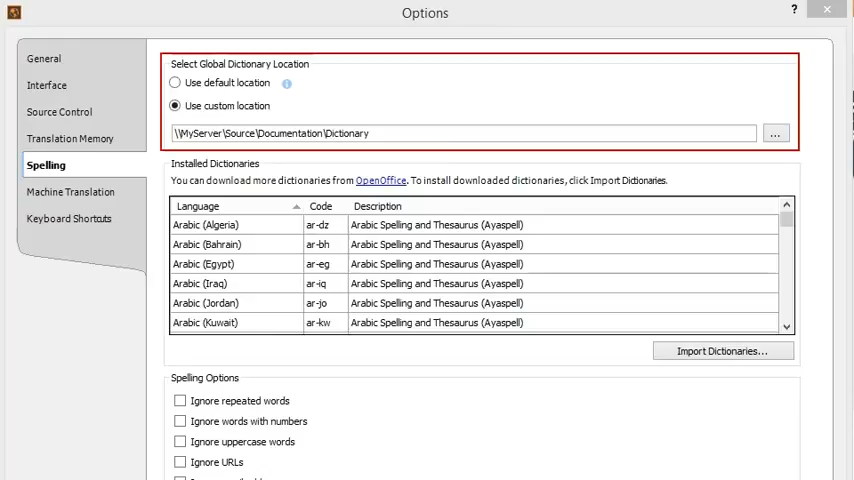 Options
?
General
Interface
Source Control
Translation Memory
Spelling
Machine Translation
Keyboard Shortcuts
Select Global Dictionary Location
Use default location
Use custom location
\\MyServer\Source\Documentation\Dictionary
...
Installed Dictionaries
You can download more dictionaries from OpenOffice. To install downloaded dictionaries, click Import Dictionaries.
Language Code Description
Arabic (Algeria) ar-dz Arabic Spelling and Thesaurus (Ayaspell)
Arabic (Bahrain) ar-bh Arabic Spelling and Thesaurus (Ayaspell)
Arabic (Egypt) ar-eg Arabic Spelling and Thesaurus (Ayaspell)
Arabic (Iraq) ar-iq Arabic Spelling and Thesaurus (Ayaspell)
Arabic (Jordan) ar-jo Arabic Spelling and Thesaurus (Ayaspell)
Arabic (Kuwait) ar-kw Arabic Spelling and Thesaurus (Ayaspell)
Import Dictionaries...
Spelling Options
Ignore repeated words
Ignore words with numbers
Ignore uppercase words
Ignore URLs